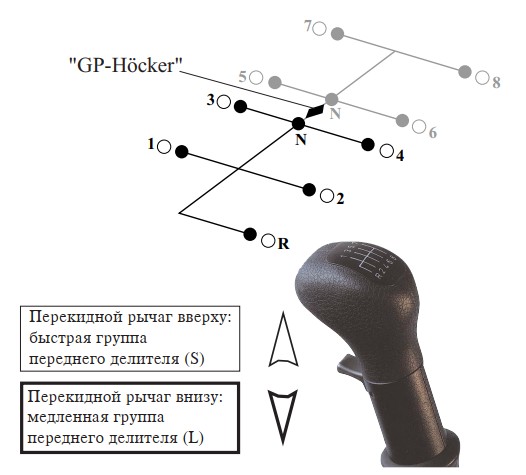 7
8
"GP-Höcker"
5
3
N
6
N
1
4
2
R
Перекидной рычаг вверху:
быстрая группа
переднего делителя (S)
Перекидной рычаг внизу:
медленная группа
переднего делителя (L)